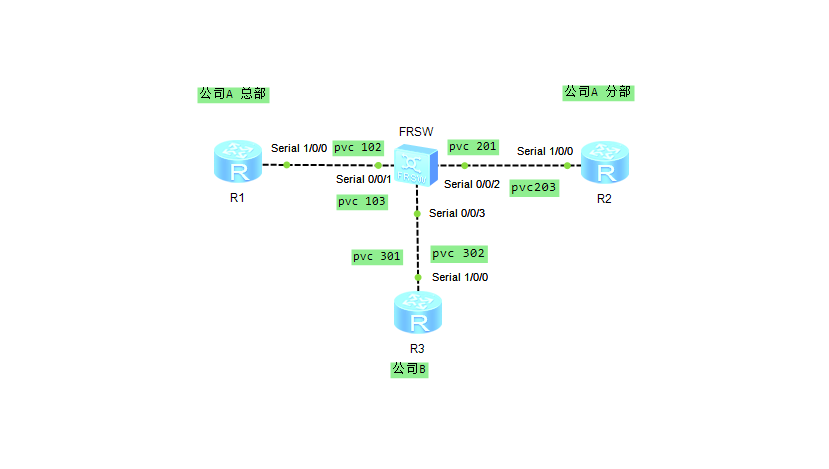 公司A 总部
公司A 分部
FRSW
Serial 1/0/0
pvc 102
pvc 201
Serial 1/0/0
R
FRSW
R
Serial 0/0/1
Serial 0/0/2
pvc203
R1
pvc 103
R2
Serial 0/0/3
pvc 301
pvc 302
Serial 1/0/0
R
R3
公司B